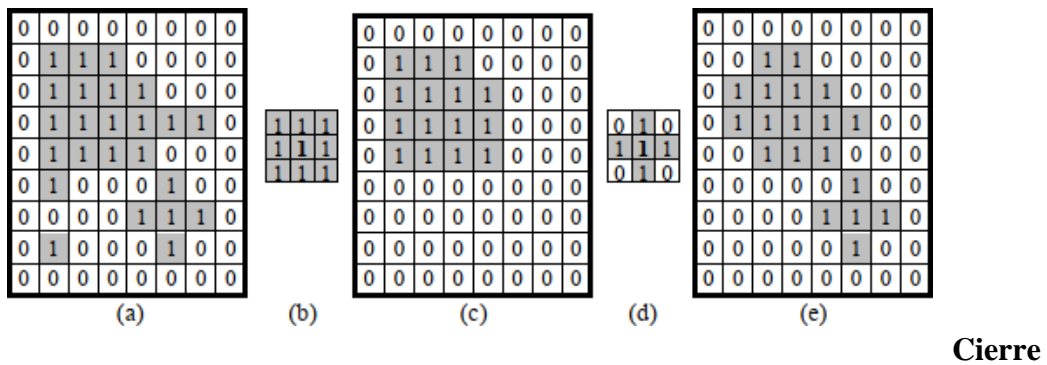 0 0 0 0 0 0 0 0
0 1 1 1 0 0 0 0
0 1 1 1 1 0 0 0
0 1 1 1 1 1 1 0
0 1 1 1 1 0 0 0
0 1 0 0 0 1 0 0
0 0 0 0 1 1 1 0
0 1 0 0 0 1 0 0
0 0 0 0 0 0 0 0
(a)
1 1 1
1 1 1
1 1 1
(b)
0 0 0 0 0 0 0 0
0 1 1 1 0 0 0 0
0 1 1 1 1 0 0 0
0 1 1 1 1 0 0 0
0 1 1 1 1 0 0 0
0 0 0 0 0 0 0 0
0 0 0 0 0 0 0 0
0 0 0 0 0 0 0 0
0 0 0 0 0 0 0 0
(c)
0 1 0
1 1 1
0 1 0
(d)
0 0 0 0 0 0 0 0
0 0 1 1 0 0 0 0
0 1 1 1 1 0 0 0
0 1 1 1 1 1 0 0
0 0 1 1 1 0 0 0
0 0 0 0 0 1 0 0
0 0 0 0 1 1 1 0
0 0 0 0 0 1 0 0
0 0 0 0 0 0 0 0
(e)
Cierre